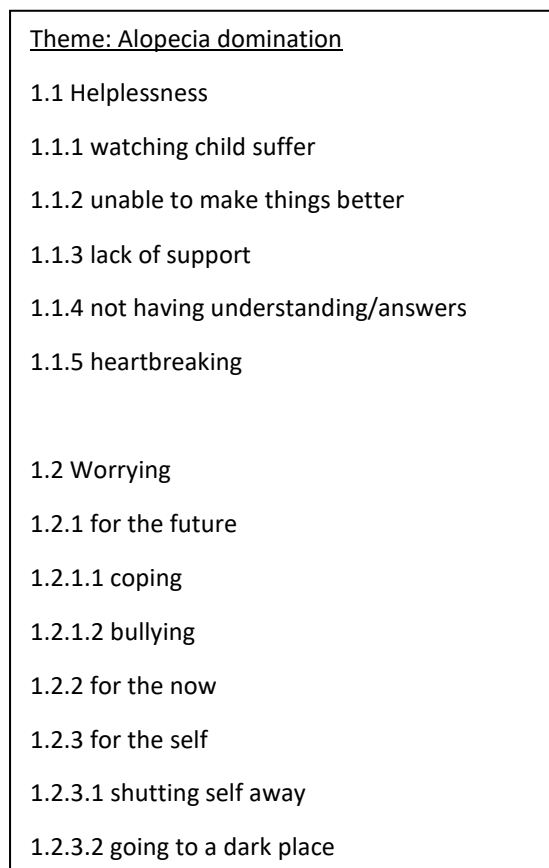 Theme: Alopecia domination
1.1 Helplessness
1.1.1 watching child suffer
1.1.2 unable to make things better
1.1.3 lack of support
1.1.4 not having understanding/answers
1.1.5 heartbreaking
1.2 Worrying
1.2.1 for the future
1.2.1.1 coping
1.2.1.2 bullying
1.2.2 for the now
1.2.3 for the self
1.2.3.1 shutting self away
1.2.3.2 going to a dark place